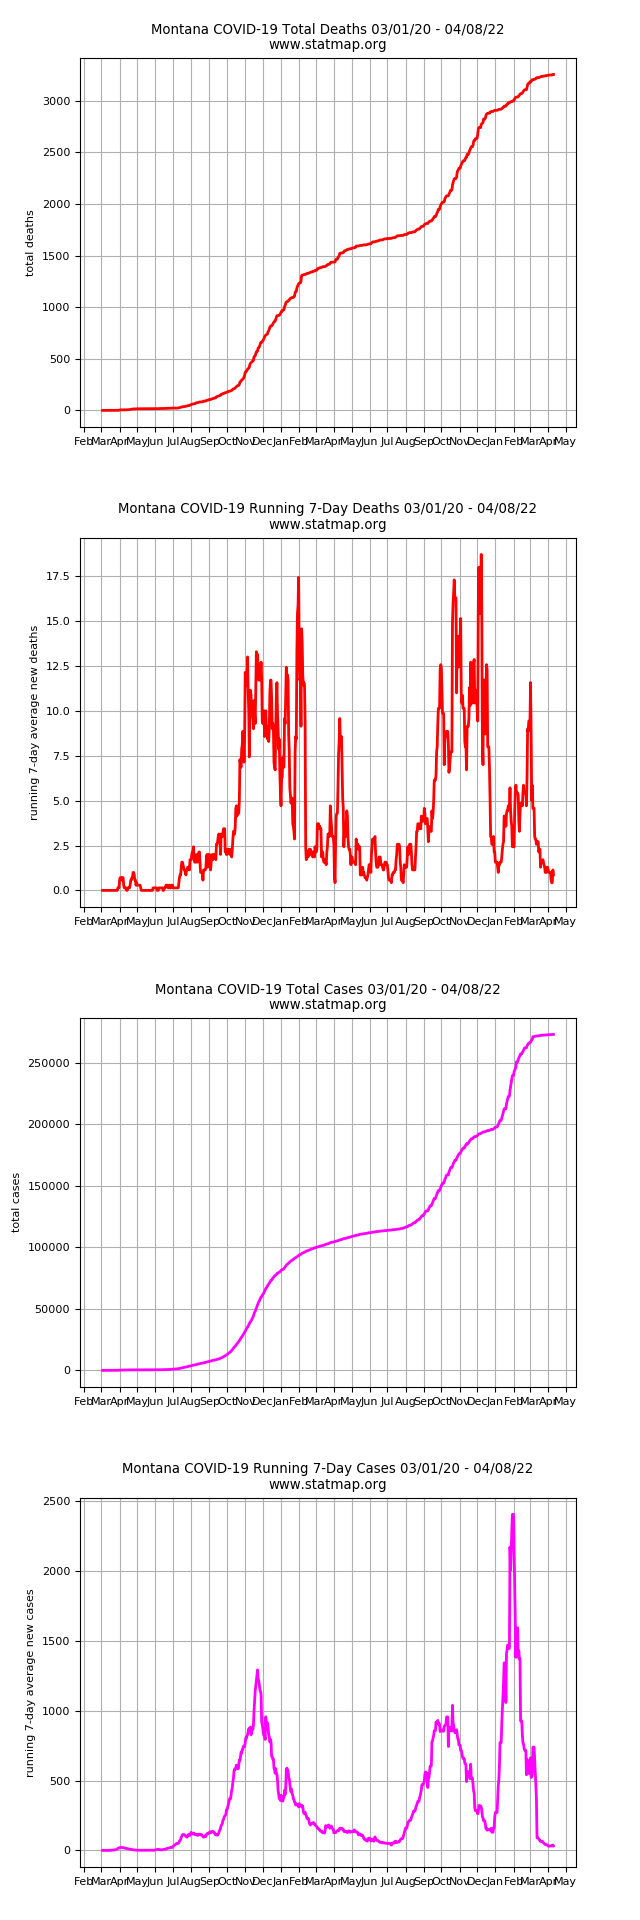 Montana COVID-19 Total Deaths 03/01/20 - 04/08/22
www.statmap.org
3000
2500
2000
1500
1000
500
0
total deaths
Feb Mar Apr May Jun Jul Aug Sep Oct Nov Dec Jan Feb Mar Apr May Jun Jul Aug Sep Oct Nov Dec Jan Feb Mar Apr May
Montana COVID-19 Running 7-Day Deaths 03/01/20 - 04/08/22
www.statmap.org
17.5
15.0
12.5
10.0
7.5
5.0
2.5
0.0
running 7-day average new deaths
Feb Mar Apr May Jun Jul Aug Sep Oct Nov Dec Jan Feb Mar Apr May Jun Jul Aug Sep Oct Nov Dec Jan Feb Mar Apr May
Montana COVID-19 Total Cases 03/01/20 - 04/08/22
www.statmap.org
250000
200000
150000
100000
50000
0
total cases
Feb Mar Apr May Jun Jul Aug Sep Oct Nov Dec Jan Feb Mar Apr May Jun Jul Aug Sep Oct Nov Dec Jan Feb Mar Apr May
Montana COVID-19 Running 7-Day Cases 03/01/20 - 04/08/22
www.statmap.org
2500
2000
1500
1000
500
0
running 7-day average new cases
Feb Mar Apr May Jun Jul Aug Sep Oct Nov Dec Jan Feb Mar Apr May Jun Jul Aug Sep Oct Nov Dec Jan Feb Mar Apr May